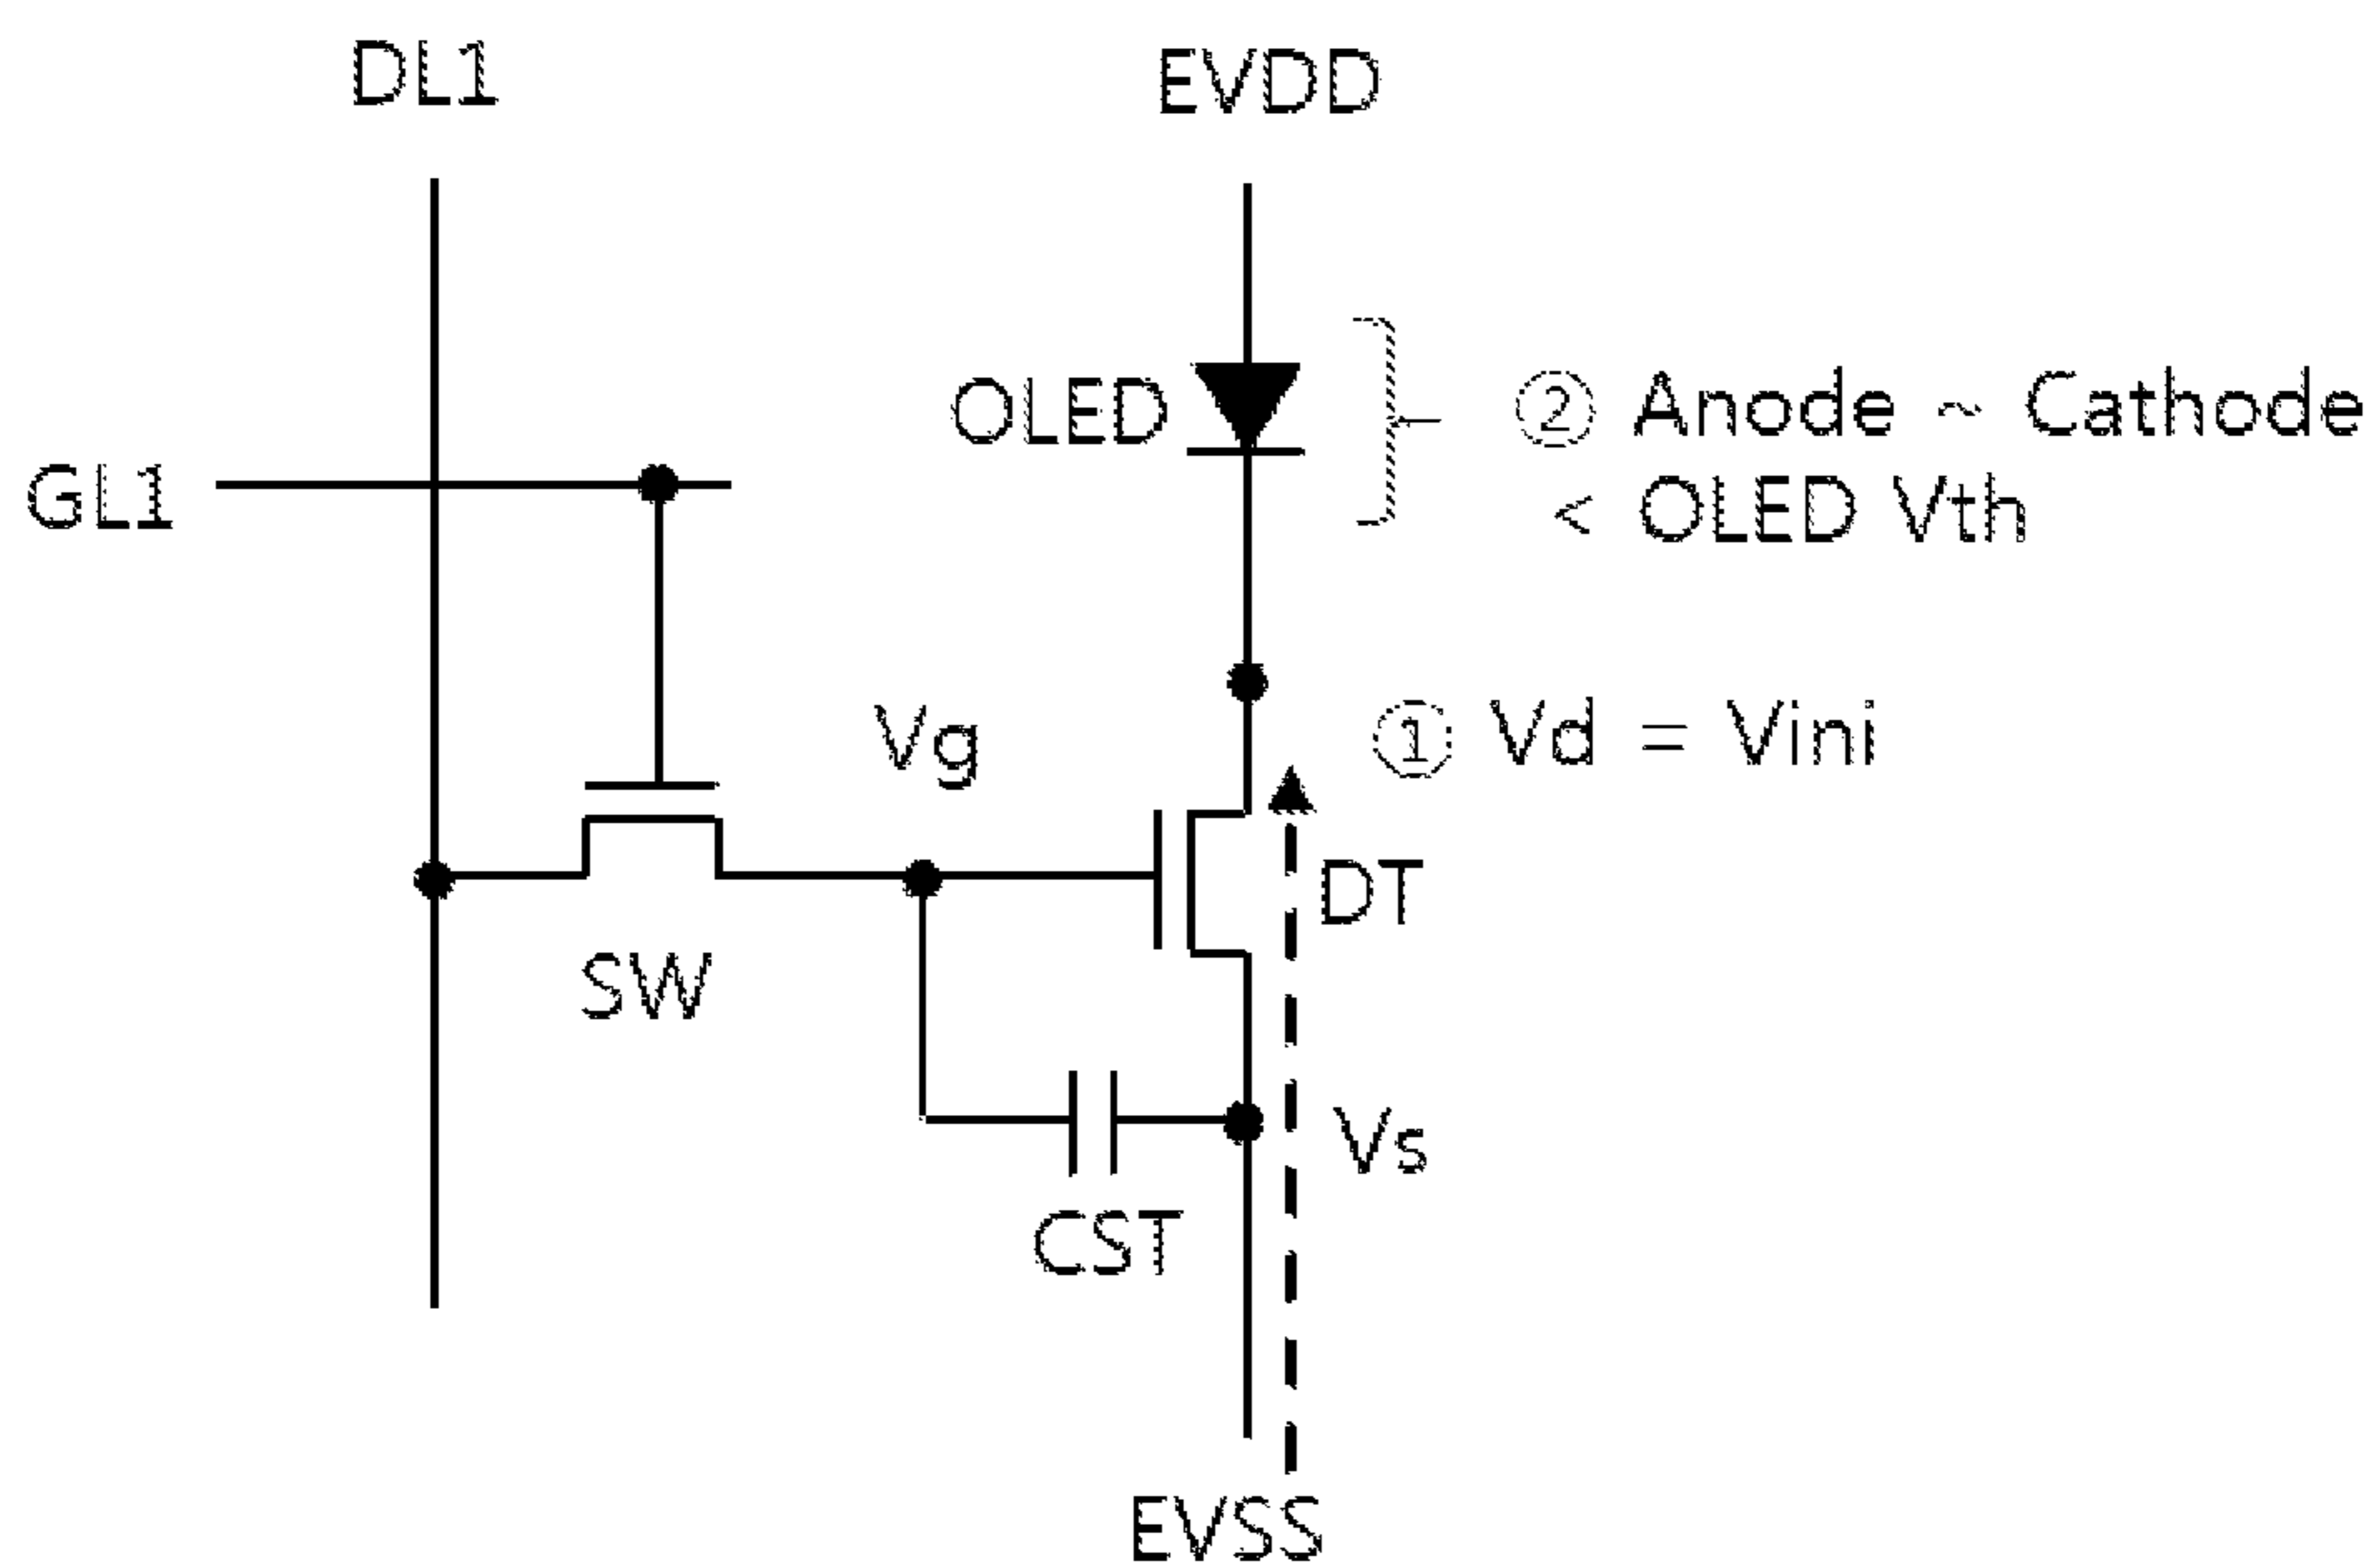 DL1
EVDD
OLED
② Anode ~ Cathode
< OLED Vth
GL1
Vg
① Vd = Vini
DT
SW
Vs
CST
EVSS